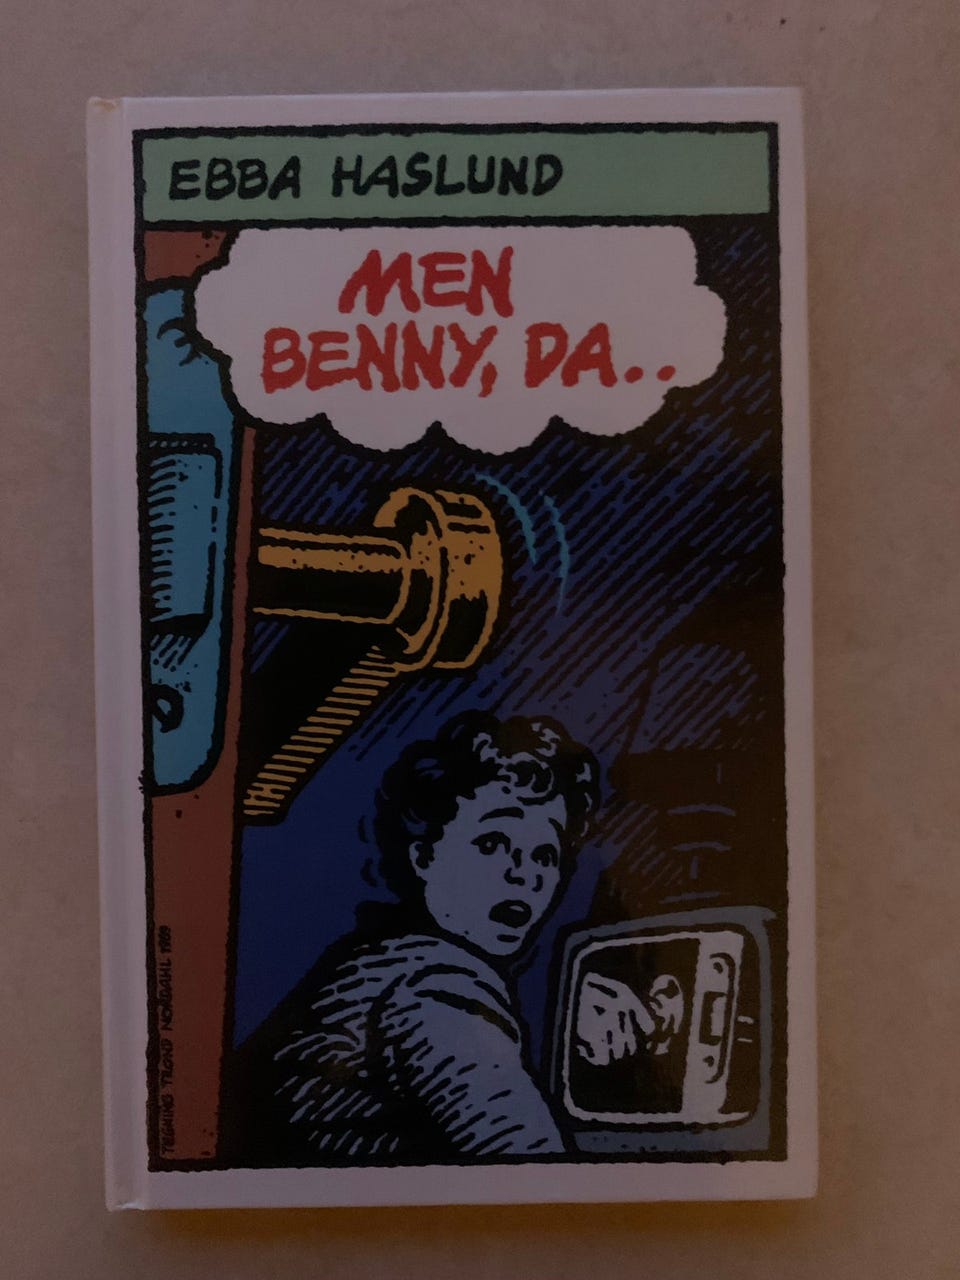 EBBA HASLUND
MEN
BENNY, DA..
TEGNING TROND NORDAHL 1989